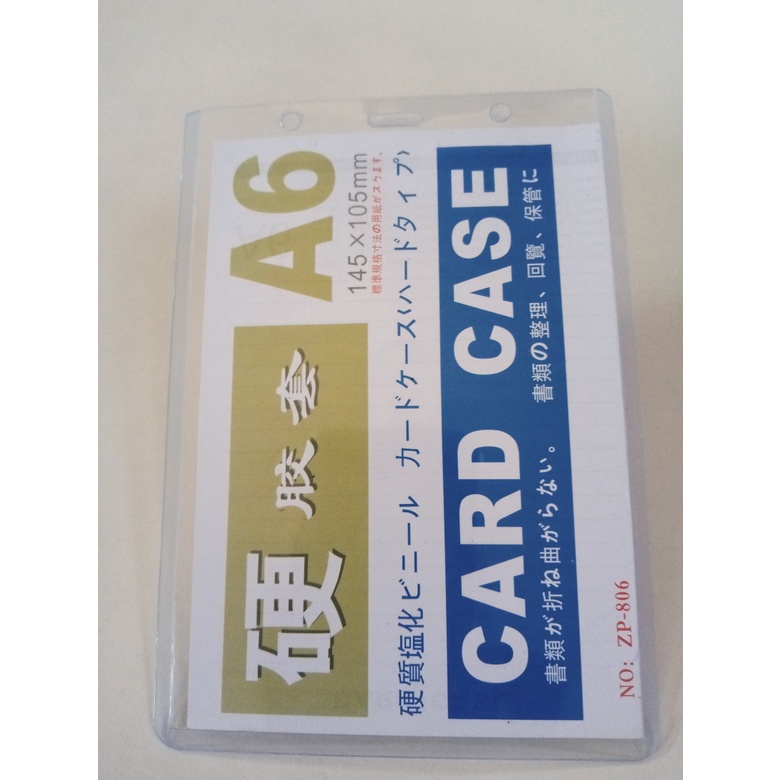 硬胶套 A6
145×105mm
標準規格寸法の用紙がスります。
硬質塩化ビニール カードケース〈ハードタイプ〉
CARD CASE
書類が折ね曲がらない。 書類の整理、回覧、保管に
NO: ZP-806